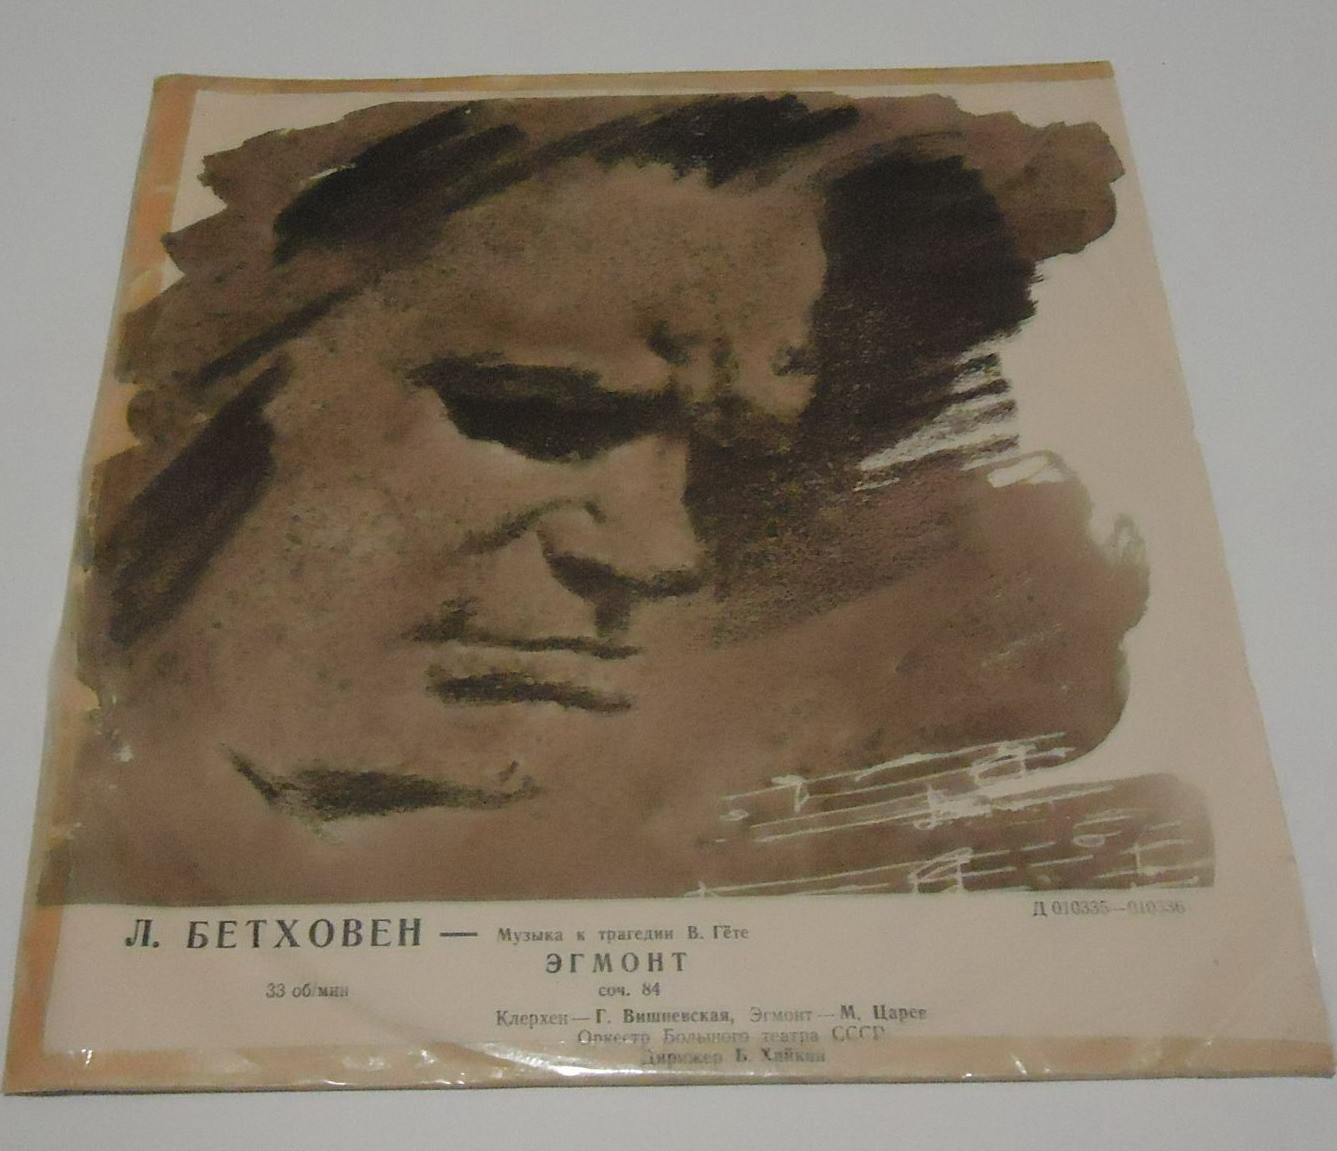 Д 010335—010336
Л. БЕТХОВЕН — Музыка к трагедии В. Гёте
ЭГМОНТ
33 об/мин соч. 84
Клерхен — Г. Вишневская, Эгмонт — М. Царев
Оркестр Большого театра СССР
Дирижер Б. Хайкин